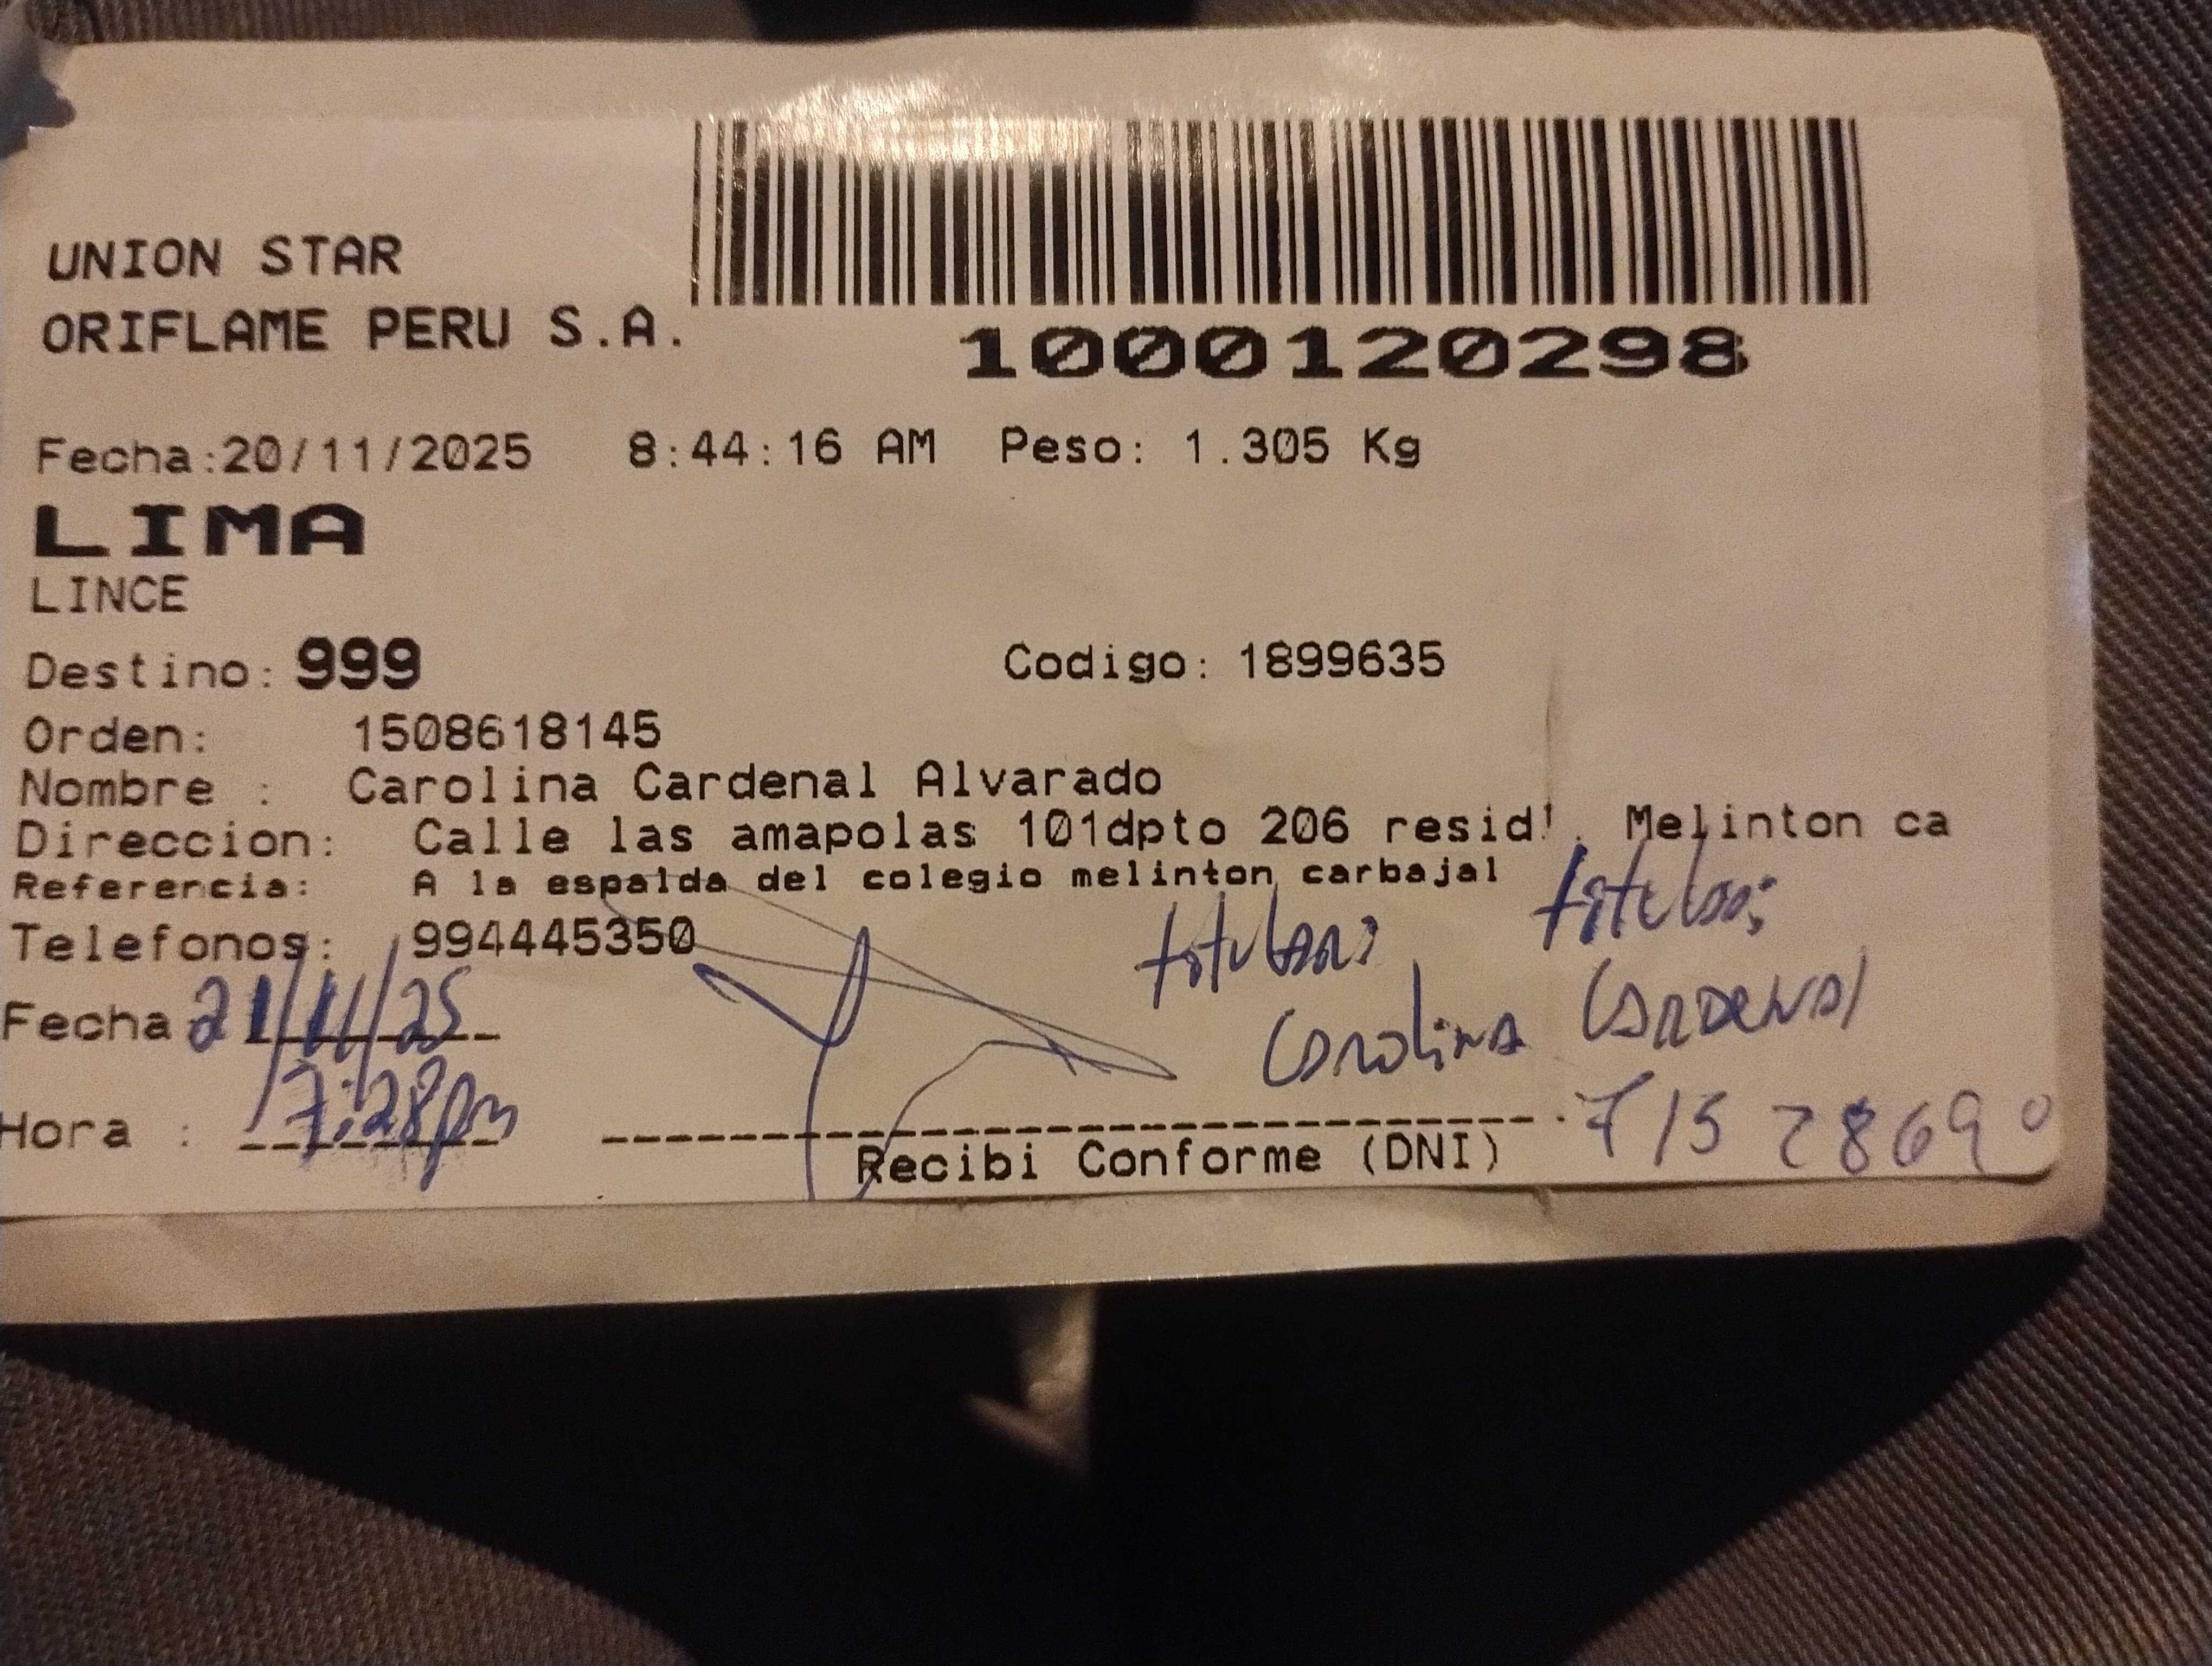 UNION STAR
ORIFLAME PERU S.A.
1000120298
Fecha:20/11/2025 8:44:16 AM Peso: 1.305 Kg
LIMA
LINCE
Destino: 999 Codigo: 1899635
Orden: 1508618145
Nombre : Carolina Cardenal Alvarado
Direccion: Calle las amapolas 101dpto 206 resid!. Melinton ca
Referencia: A la espalda del colegio melinton carbajal
Telefonos: 994445350
titular: titular:
Fecha 21/11/25 Carolina Cardenal
Hora : 7:28pm 71528690
Recibi Conforme (DNI)